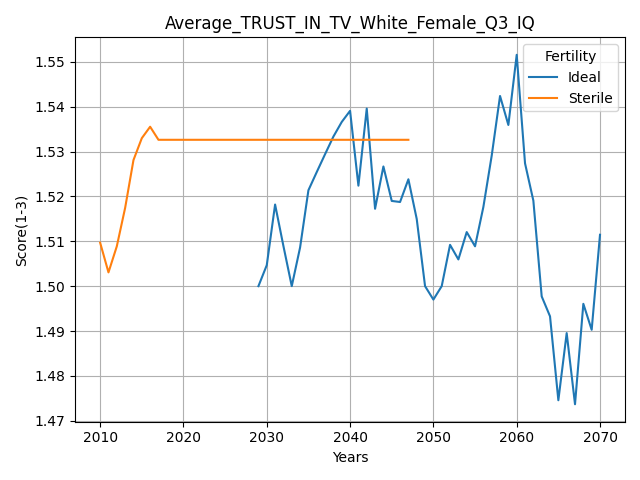 Average_TRUST_IN_TV_White_Female_Q3_IQ
Fertility
Ideal
Sterile
Score(1-3)
1.55
1.54
1.53
1.52
1.51
1.50
1.49
1.48
1.47
2010 2020 2030 2040 2050 2060 2070
Years